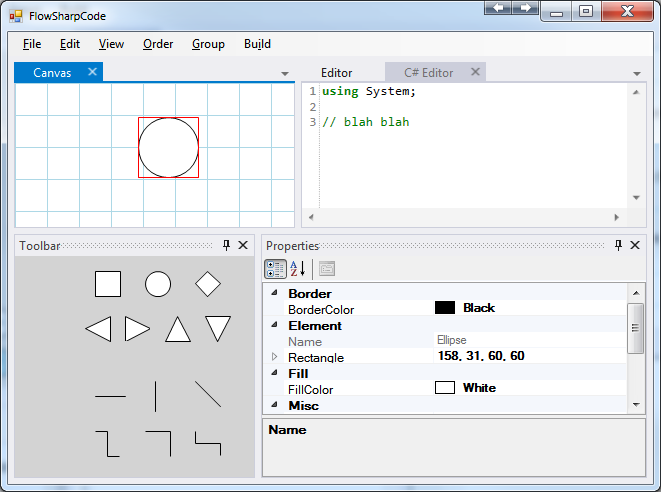 FlowSharpCode
File Edit View Order Group Build
Canvas
Editor C# Editor
1 using System;
2
3 // blah blah
Toolbar
Properties
A
Z
Border
BorderColor Black
Element
Name Ellipse
Rectangle 158, 31, 60, 60
Fill
FillColor White
Misc
Name